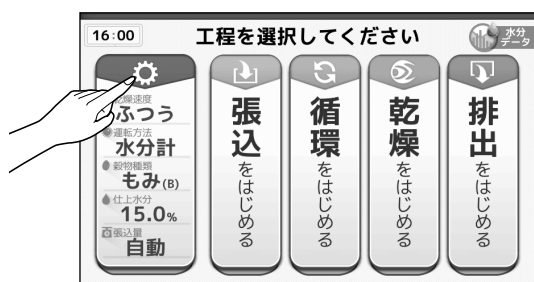 16:00
工程を選択してください
水分
データ
乾燥速度
ふつう
運転方法
水分計
穀物種類
もみ(B)
仕上水分
15.0%
張込量
自動
張込をはじめる
循環をはじめる
乾燥をはじめる
排出をはじめる